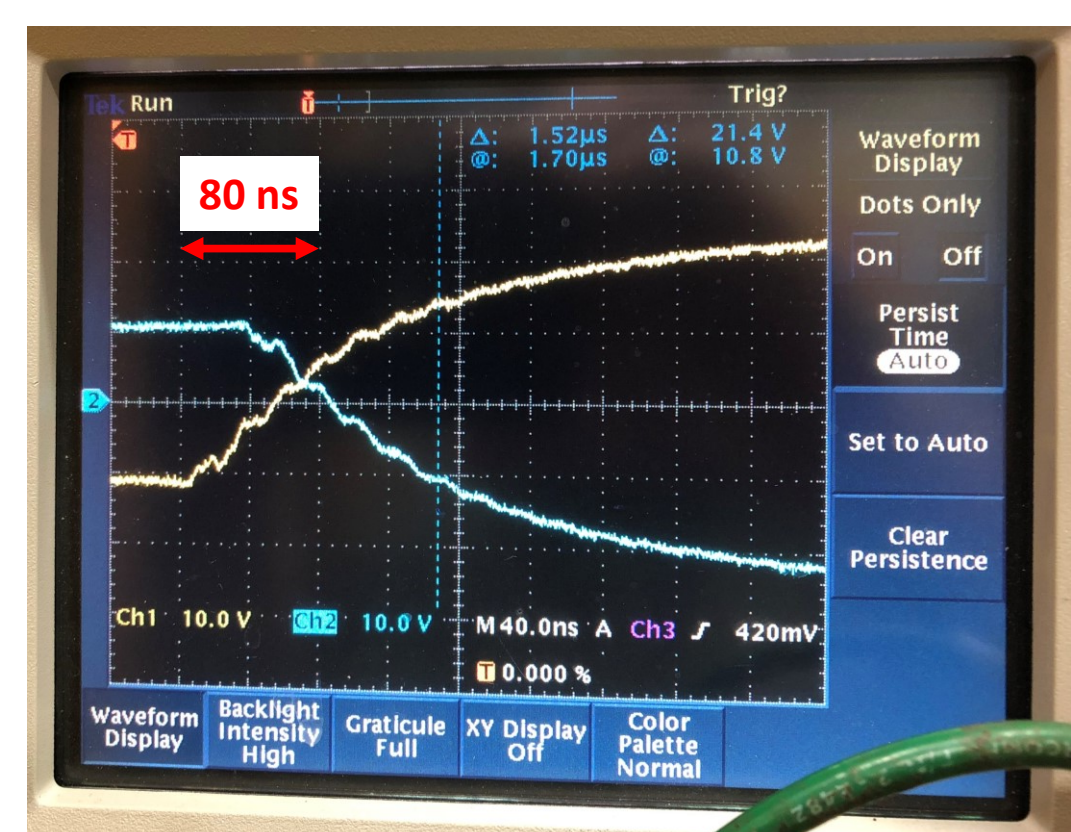 Tek Run
T
Trig?
T
Δ: 1.52µs Δ: 21.4 V
@: 1.70µs @: 10.8 V
80 ns
2
Ch1 10.0 V Ch2 10.0 V M 40.0ns A Ch3 ƒ 420mV
T 0.000 %
Waveform
Display
Dots Only
On Off
Persist
Time
Auto
Set to Auto
Clear
Persistence
Waveform
Display
Backlight
Intensity
High
Graticule
Full
XY Display
Off
Color
Palette
Normal